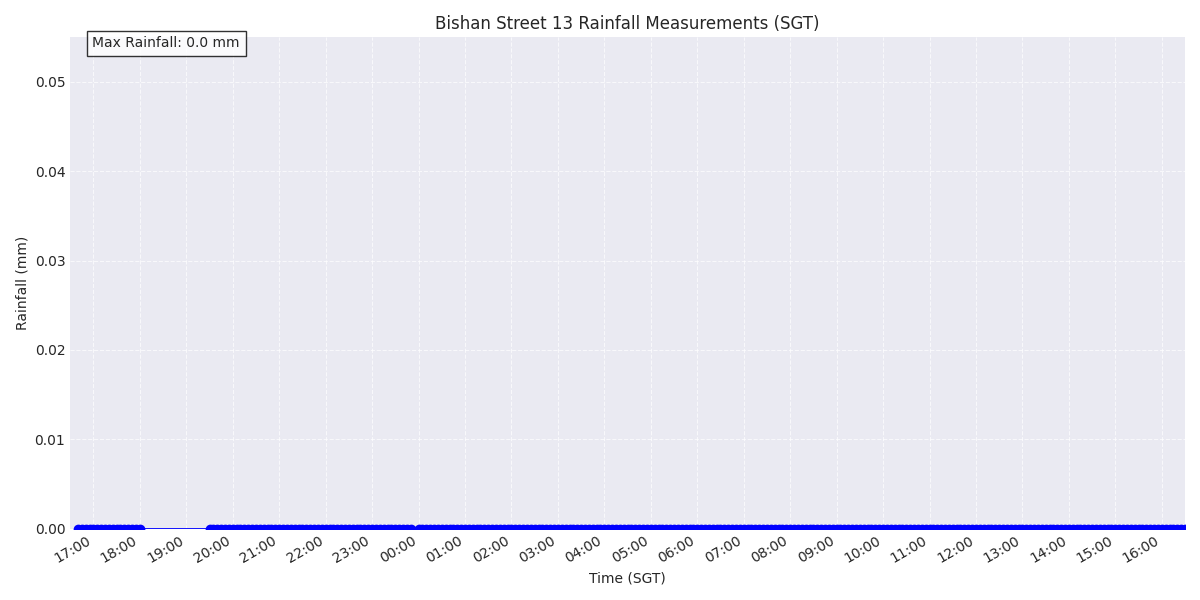 Bishan Street 13 Rainfall Measurements (SGT)
Max Rainfall: 0.0 mm
Rainfall (mm)
0.05
0.04
0.03
0.02
0.01
0.00
17:00 18:00 19:00 20:00 21:00 22:00 23:00 00:00 01:00 02:00 03:00 04:00 05:00 06:00 07:00 08:00 09:00 10:00 11:00 12:00 13:00 14:00 15:00 16:00
Time (SGT)